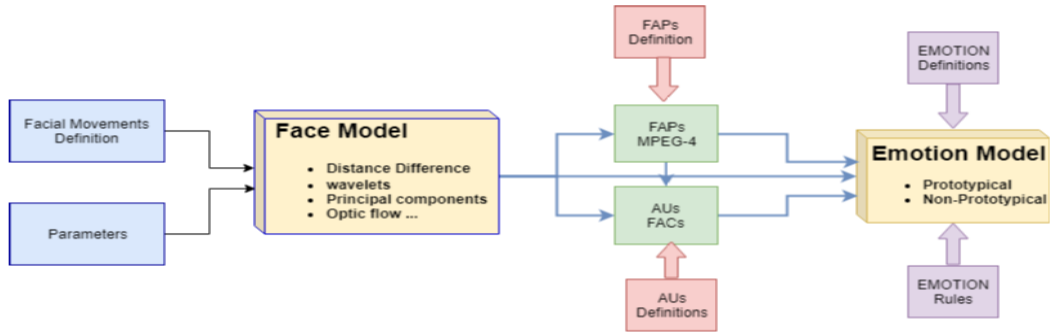 Facial Movements
Definition
Parameters
Face Model
• Distance Difference
• wavelets
• Principal components
• Optic flow ...
FAPs
Definition
FAPs
MPEG-4
AUs
FACs
AUs
Definitions
EMOTION
Definitions
Emotion Model
• Prototypical
• Non-Prototypical
EMOTION
Rules